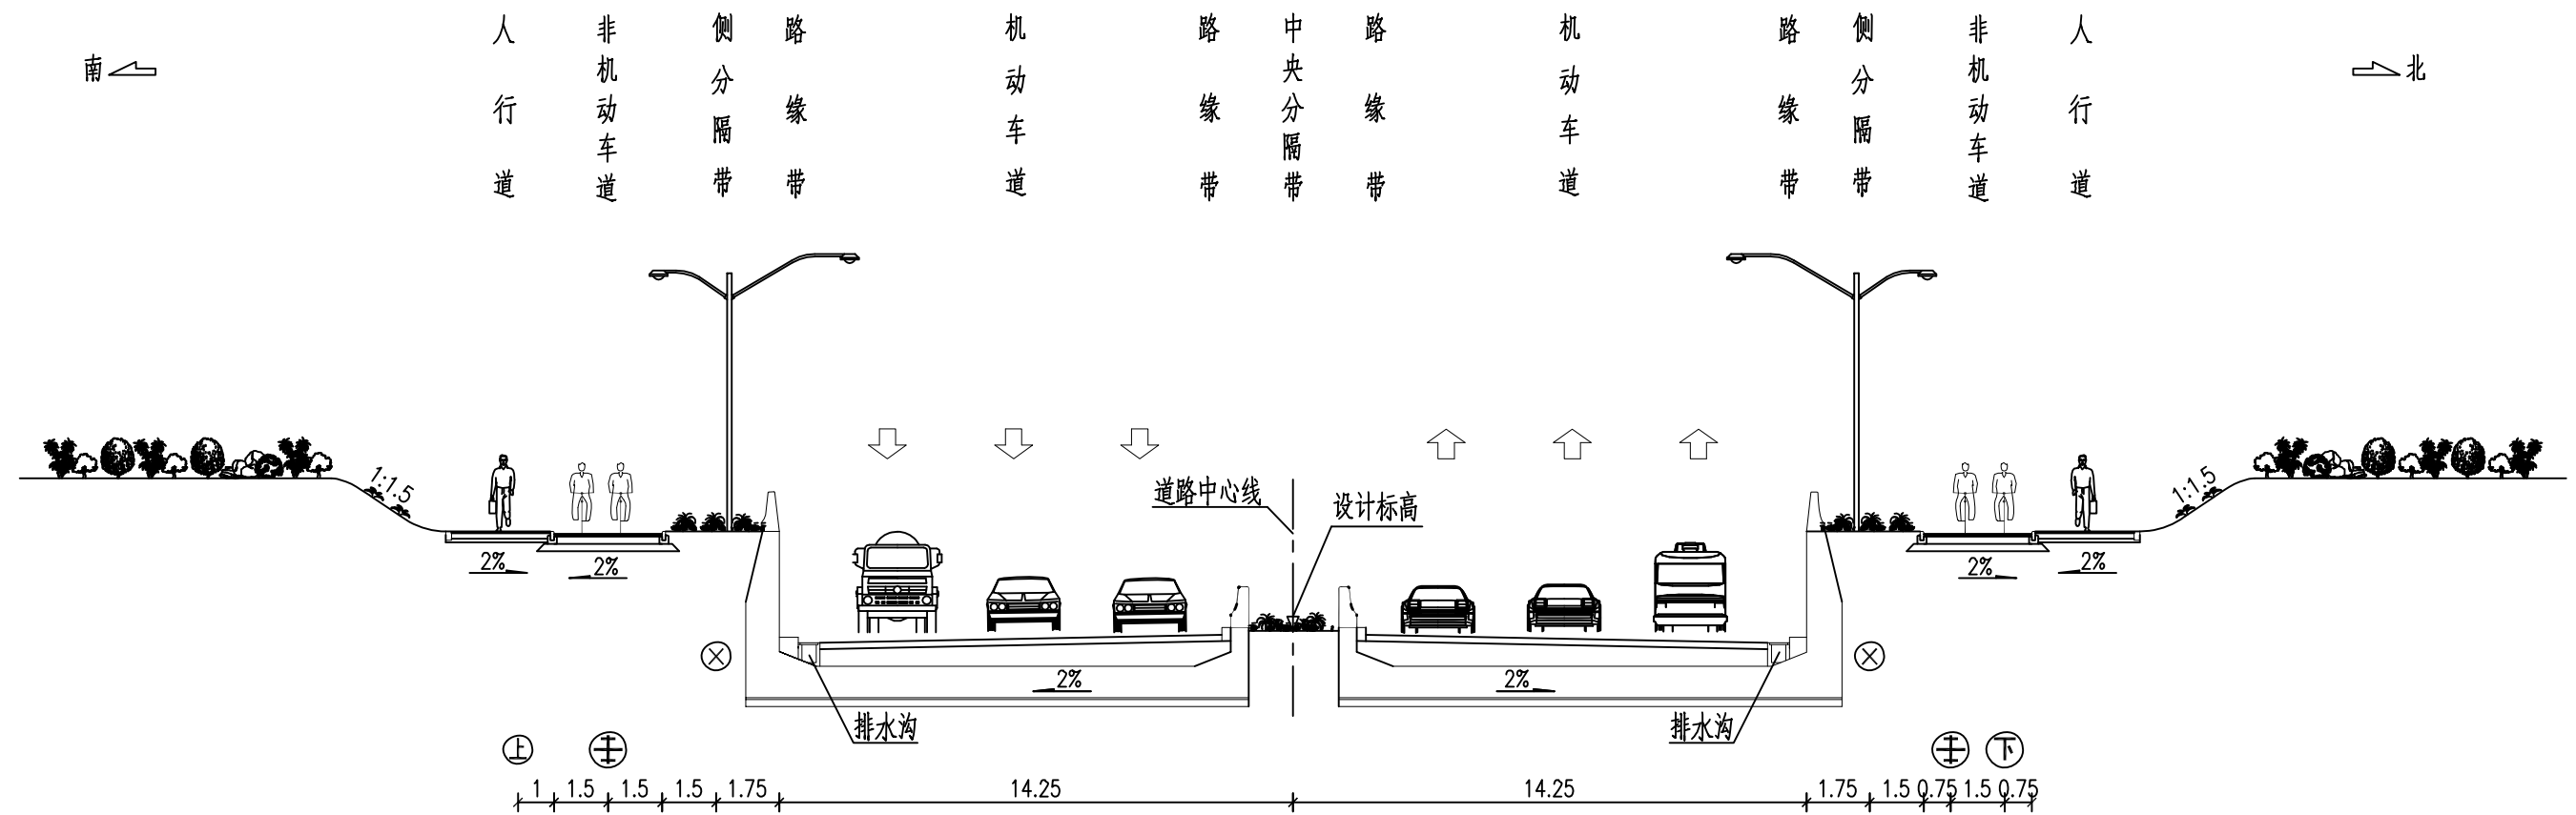 人行道
非机动车道
侧分隔带
路缘带
机动车道
路缘带
中央分隔带
路缘带
机动车道
路缘带
侧分隔带
非机动车道
人行道
南
北
1:1.5
1:1.5
道路中心线
设计标高
2%
2%
2%
2%
2%
2%
排水沟
排水沟
上
下
1
1.5
1.5
1.5
1.75
14.25
14.25
1.75
1.5
0.75
1.5
0.75